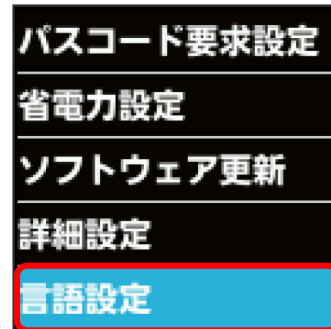 パスコード要求設定
省電力設定
ソフトウェア更新
詳細設定
言語設定